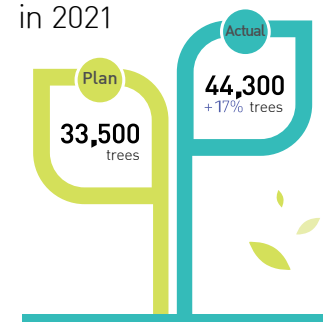 in 2021
Actual
Plan
44,300
+17% trees
33,500
trees